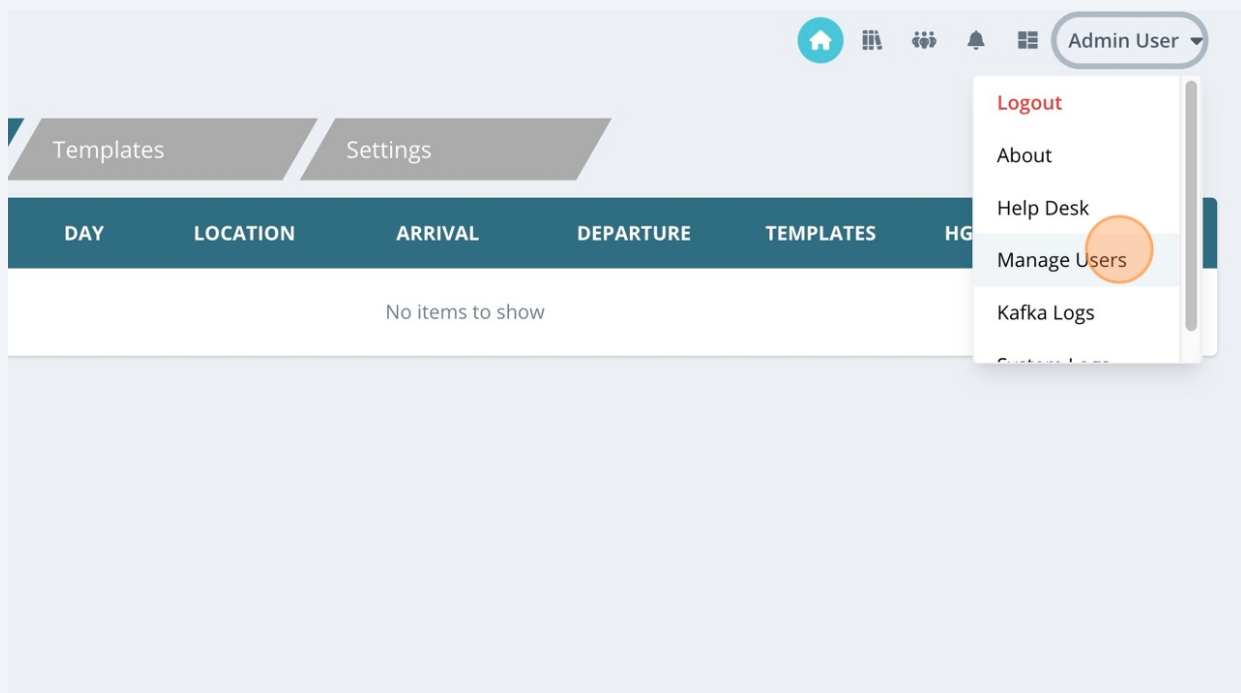 Admin User
Logout
About
Help Desk
Manage Users
Kafka Logs
Templates
Settings
DAY LOCATION ARRIVAL DEPARTURE TEMPLATES HG
No items to show